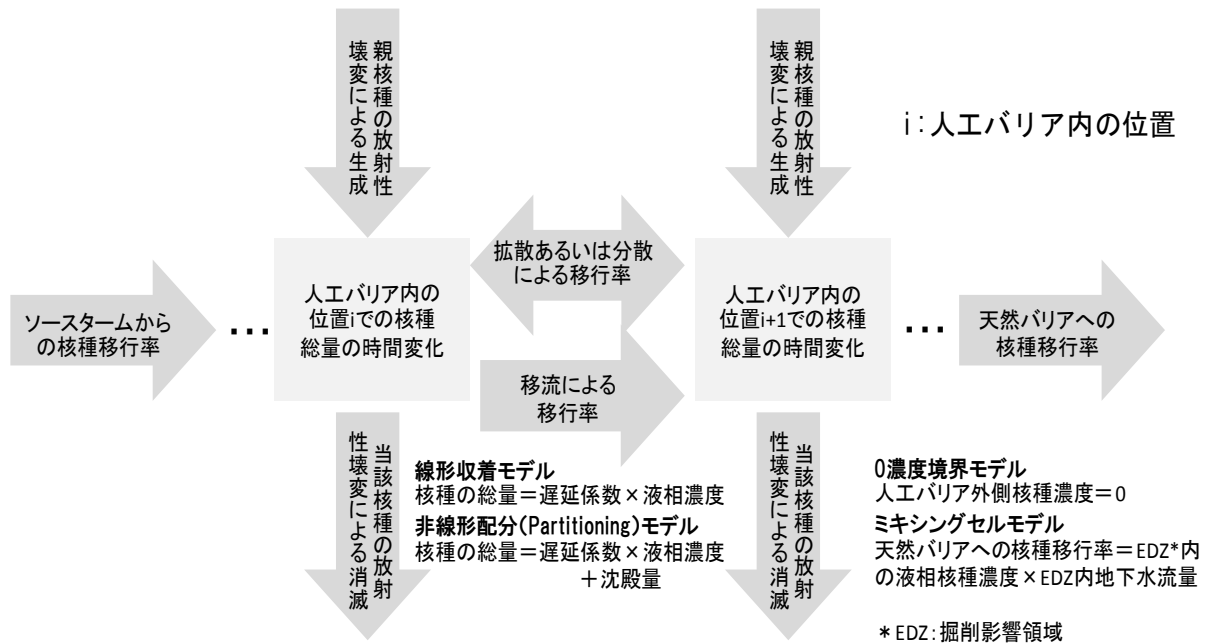 親核種の放射性
壊変による生成
親核種の放射性
壊変による生成
i：人工バリア内の位置
ソースタームから
の核種移行率
…
人工バリア内の
位置iでの核種
総量の時間変化
拡散あるいは分散
による移行率
移流による
移行率
人工バリア内の
位置i+1での核種
総量の時間変化
…
天然バリアへの
核種移行率
当該核種の放射
性壊変による消滅
線形収着モデル
核種の総量＝遅延係数×液相濃度
非線形配分(Partitioning)モデル
核種の総量＝遅延係数×液相濃度
＋沈殿量
当該核種の放射
性壊変による消滅
0濃度境界モデル
人工バリア外側核種濃度＝0
ミキシングセルモデル
天然バリアへの核種移行率＝EDZ*内
の液相核種濃度×EDZ内地下水流量
＊EDZ：掘削影響領域